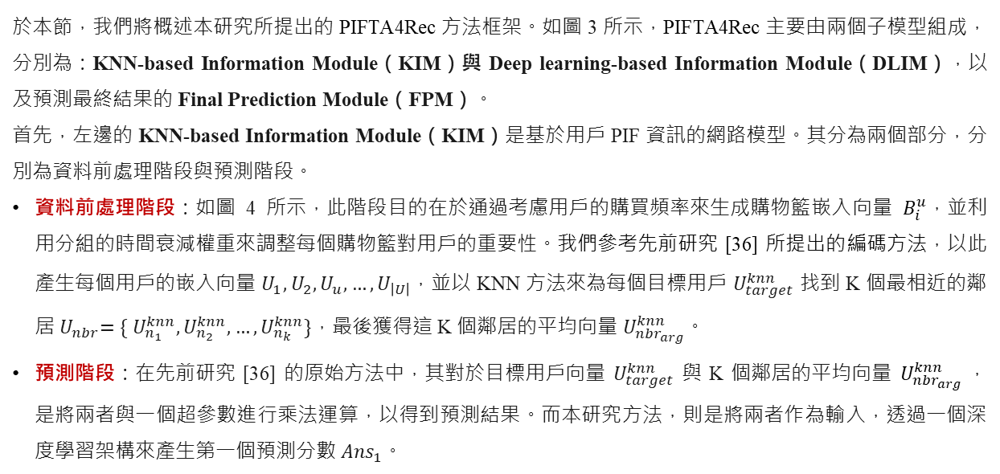 於本節，我們將概述本研究所提出的 PIFTA4Rec 方法框架。如圖 3 所示，PIFTA4Rec 主要由兩個子模型組成，
分別為：KNN-based Information Module（KIM）與 Deep learning-based Information Module（DLIM），以
及預測最終結果的 Final Prediction Module（FPM）。
首先，左邊的 KNN-based Information Module（KIM）是基於用戶 PIF 資訊的網路模型。其分為兩個部分，分
別為資料前處理階段與預測階段。
• 資料前處理階段：如圖 4 所示，此階段目的在於通過考慮用戶的購買頻率來生成購物籃嵌入向量 $B_i^u$，並利
用分組的時間衰減權重來調整每個購物籃對用戶的重要性。我們參考先前研究 [36] 所提出的編碼方法，以此
產生每個用戶的嵌入向量 $U_1, U_2, U_u, \ldots, U_{|U|}$，並以 KNN 方法來為每個目標用戶 $U_{target}^{knn}$ 找到 K 個最相近的鄰
居 $U_{nbr} = \{ U_{n_1}^{knn}, U_{n_2}^{knn}, \ldots, U_{n_k}^{knn} \}$，最後獲得這 K 個鄰居的平均向量 $U_{nbr_{arg}}^{knn}$。
• 預測階段：在先前研究 [36] 的原始方法中，其對於目標用戶向量 $U_{target}^{knn}$ 與 K 個鄰居的平均向量 $U_{nbr_{arg}}^{knn}$，
是將兩者與一個超參數進行乘法運算，以得到預測結果。而本研究方法，則是將兩者作為輸入，透過一個深
度學習架構來產生第一個預測分數 $Ans_1$。